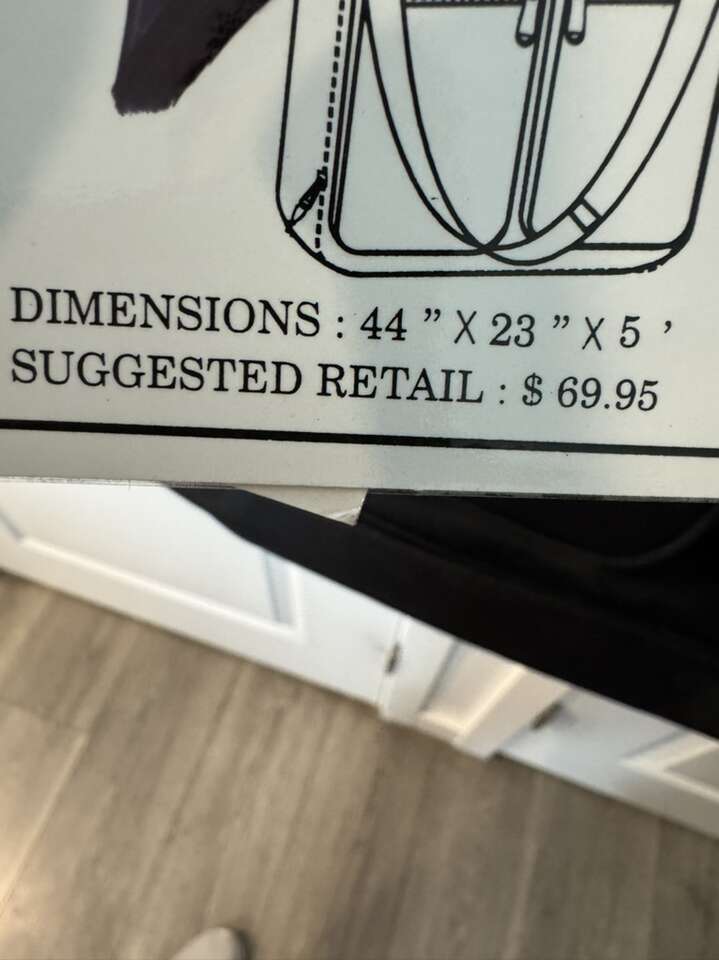 DIMENSIONS : 44 " X 23 " X 5 '
SUGGESTED RETAIL : $ 69.95